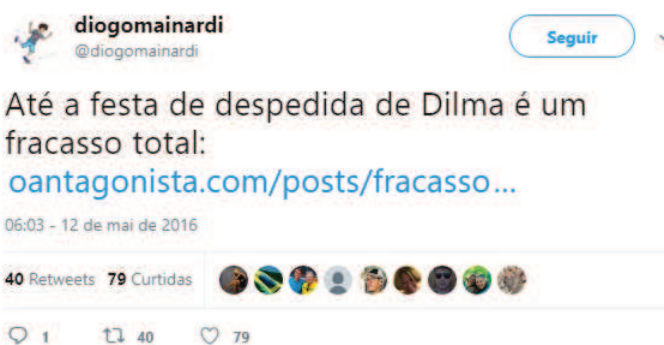 diogomainardi
@diogomainardi
Seguir
Até a festa de despedida de Dilma é um
fracasso total:
oantagonista.com/posts/fracasso...
06:03 - 12 de mai de 2016
40 Retweets 79 Curtidas
1 40 79